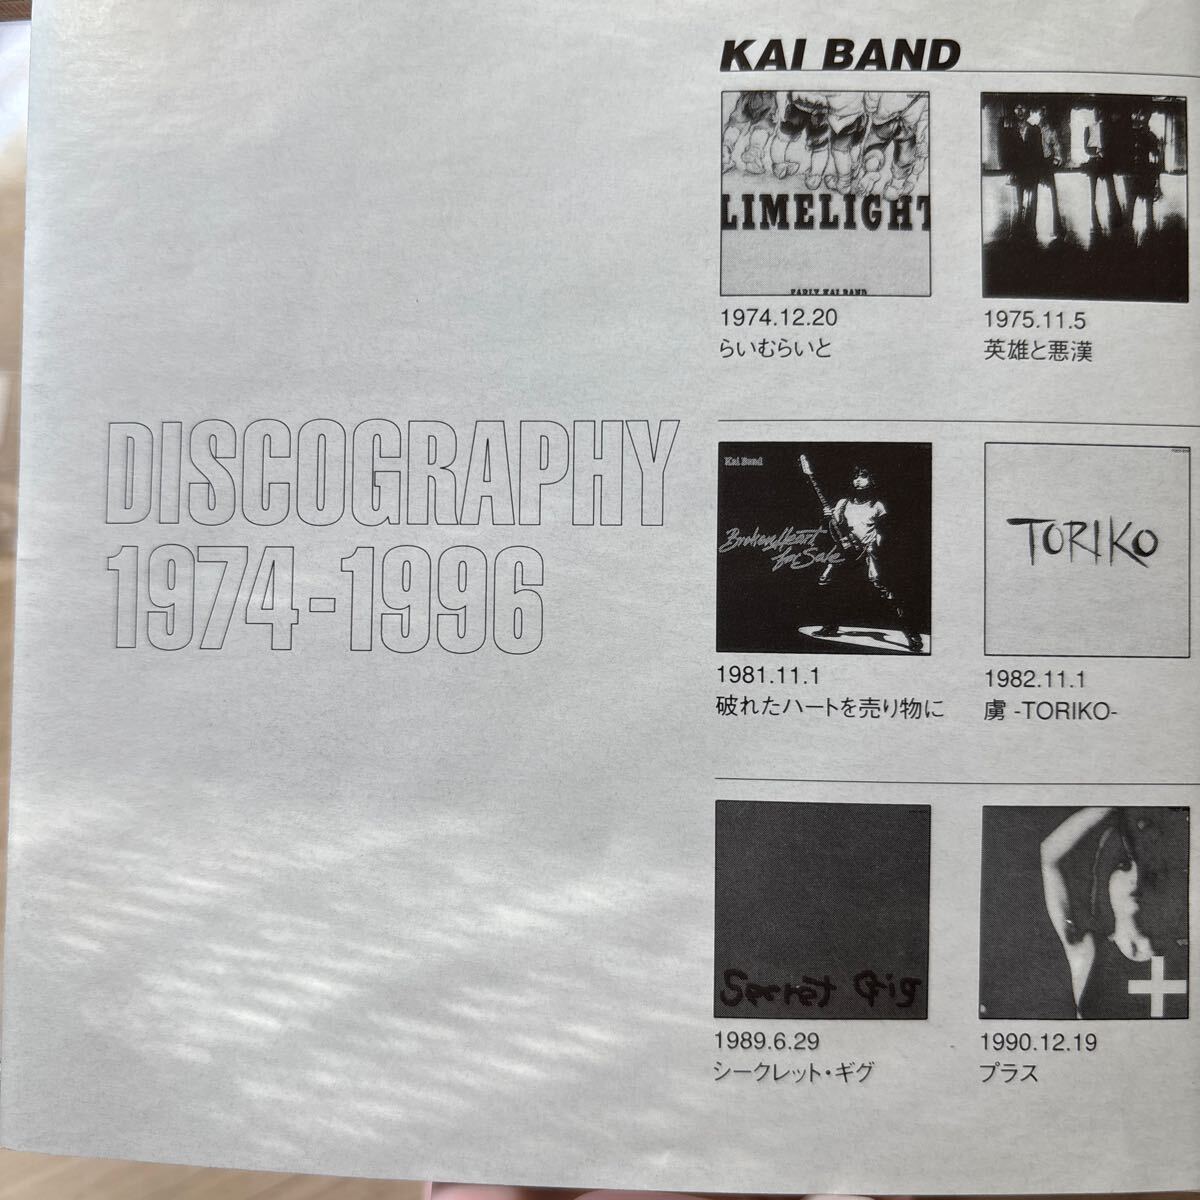 KAI BAND
LIMELIGHT
EARLY KAI BAND
1974.12.20
らいむらいと
1975.11.5
英雄と悪漢
DISCOGRAPHY
1974-1996
Kai Band
Broken Heart
for Sale
1981.11.1
破れたハートを売り物に
TORIKO
1982.11.1
虜 -TORIKO-
Secret Gig
1989.6.29
シークレット・ギグ
+
1990.12.19
プラス